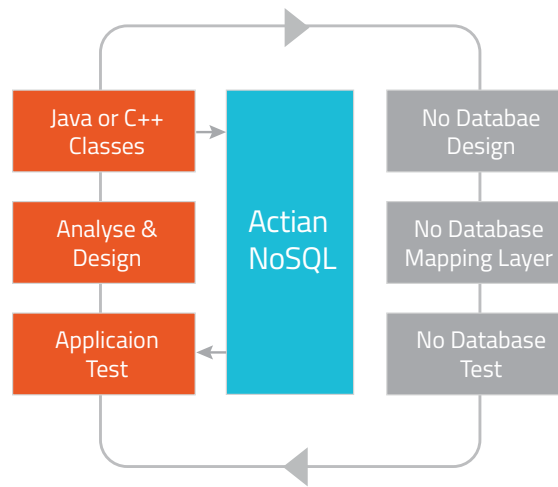 Java or C++
Classes
Analyse &
Design
Applicaion
Test
Actian
NoSQL
No Databae
Design
No Database
Mapping Layer
No Database
Test